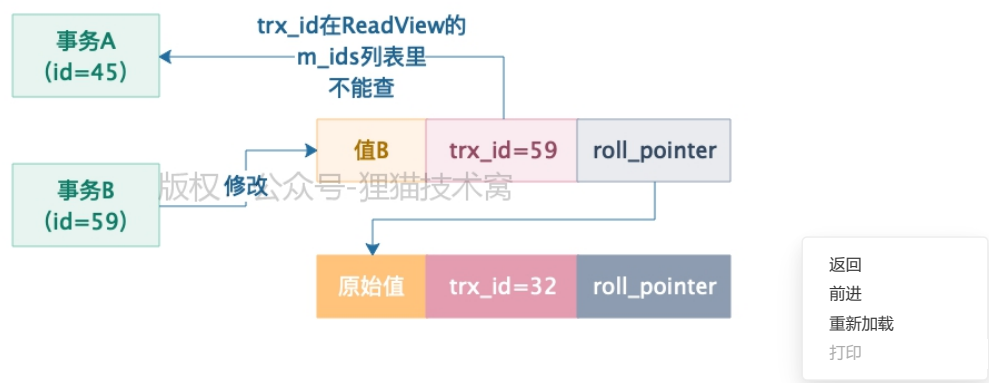 trx_id在ReadView的
m_ids列表里
不能查
事务A
(id=45)
值B
trx_id=59
roll_pointer
事务B
(id=59)
修改
版权 公众号-狸猫技术窝
原始值
trx_id=32
roll_pointer
返回
前进
重新加载
打印